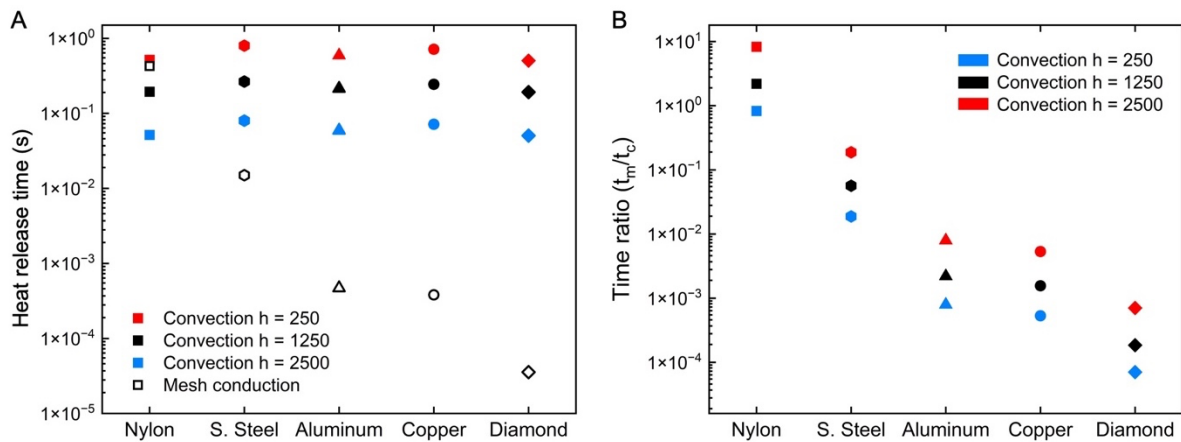 A
Heat release time (s)
1×10⁰
1×10⁻¹
1×10⁻²
1×10⁻³
1×10⁻⁴
1×10⁻⁵
Convection h = 250
Convection h = 1250
Convection h = 2500
Mesh conduction
Nylon S. Steel Aluminum Copper Diamond
B
Time ratio (tₘ/t_c)
1×10¹
1×10⁰
1×10⁻¹
1×10⁻²
1×10⁻³
1×10⁻⁴
Convection h = 250
Convection h = 1250
Convection h = 2500
Nylon S. Steel Aluminum Copper Diamond